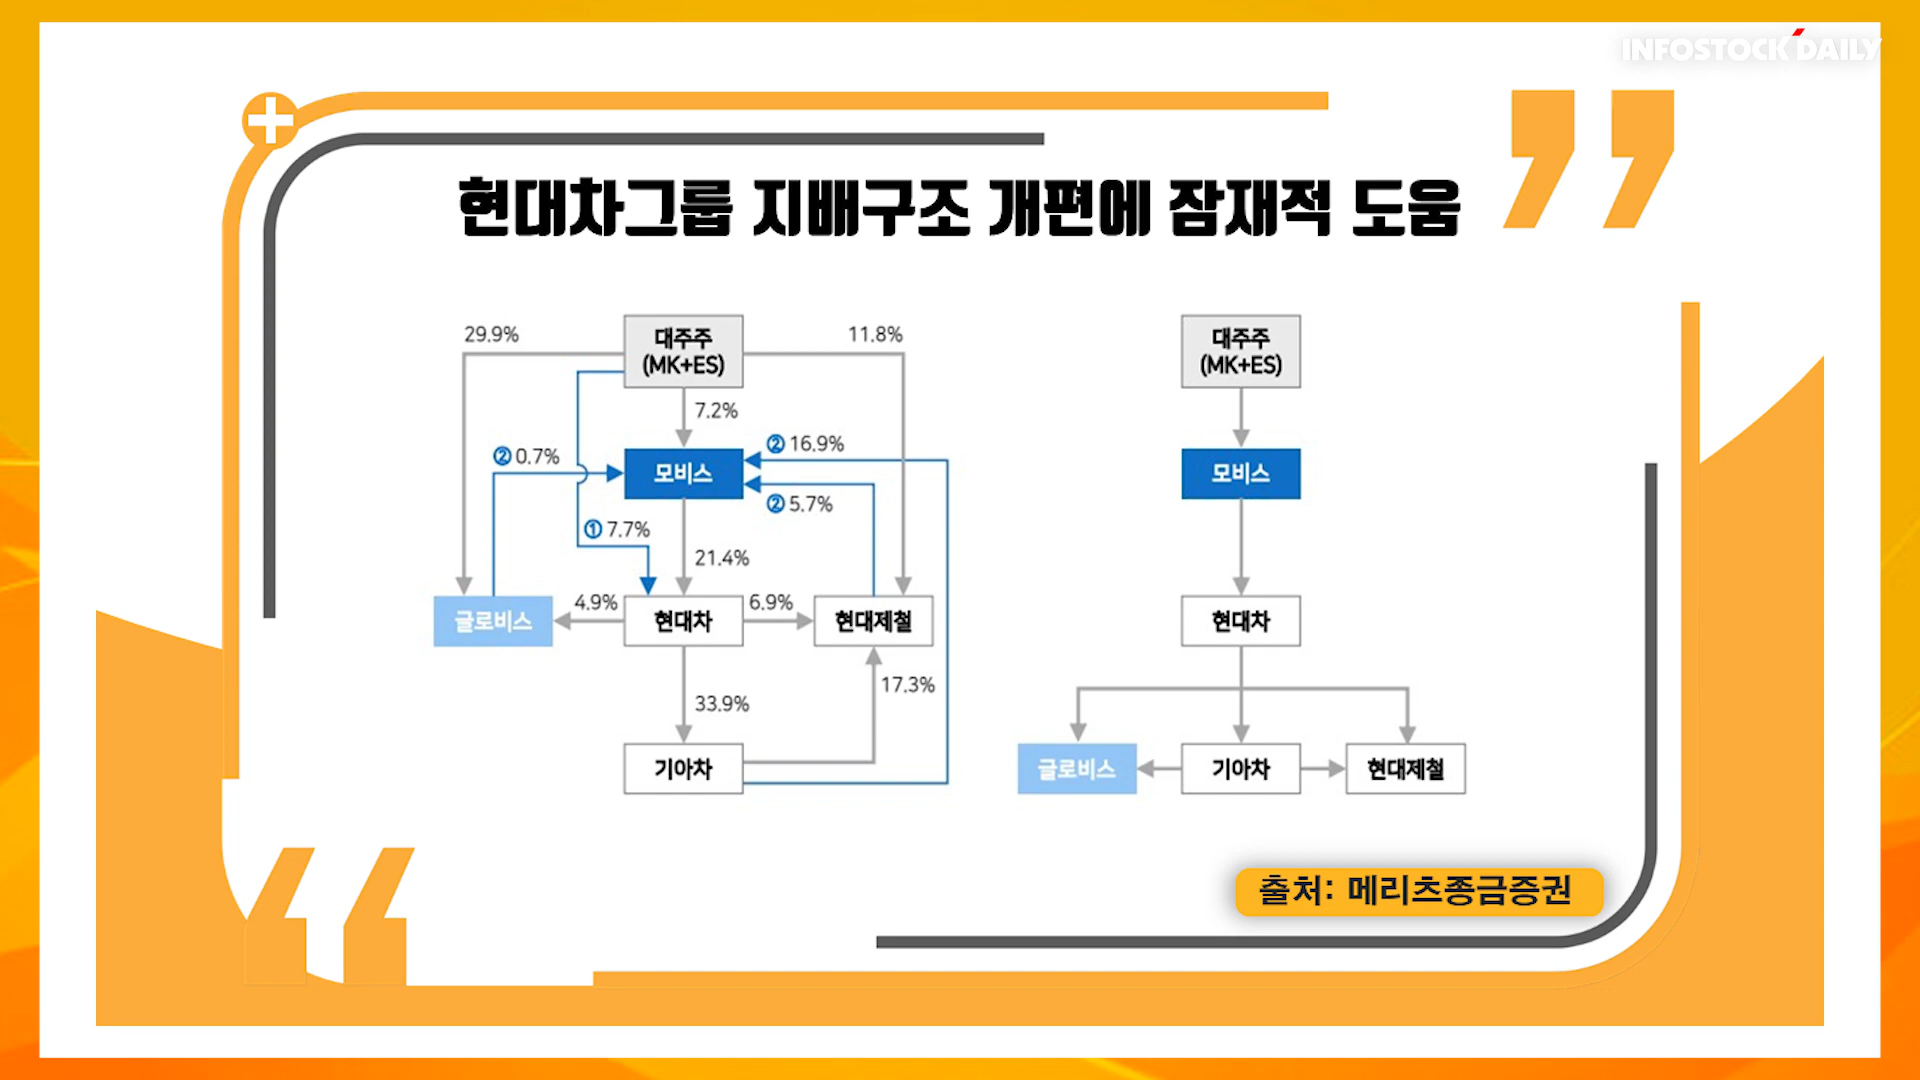 INFOSTOCK DAILY
현대차그룹 지배구조 개편에 잠재적 도움
29.9%
대주주
(MK+ES)
11.8%
7.2%
② 0.7%
모비스
② 16.9%
② 5.7%
① 7.7%
21.4%
글로비스
4.9%
현대차
6.9%
현대제철
33.9%
17.3%
기아차
대주주
(MK+ES)
모비스
현대차
글로비스
기아차
현대제철
출처: 메리츠종금증권